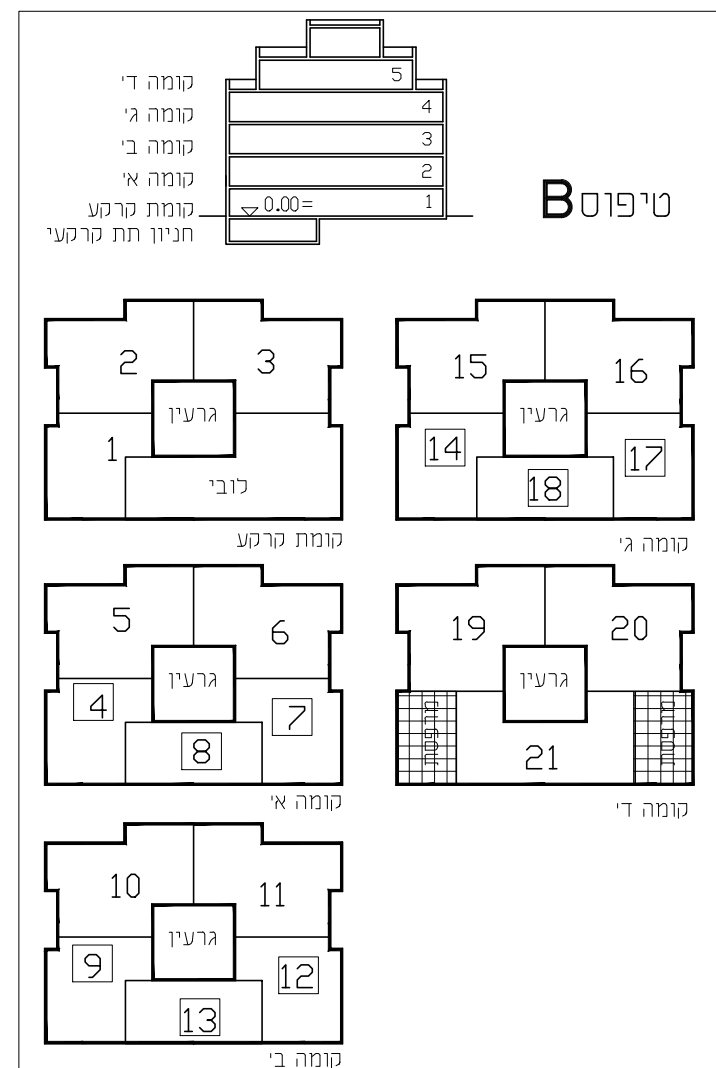 קומה ד' 5
קומה ג' 4
קומה ב' 3
קומה א' 2
קומת קרקע 0.00= 1
חניון תת קרקעי
טיפוס B
2 3
גרעין
1
לובי
קומת קרקע
15 16
גרעין
14 17
18
קומה ג'
5 6
גרעין
4 7
8
קומה א'
19 20
גרעין
מרפסת מרפסת
21
קומה ד'
10 11
גרעין
9 12
13
קומה ב'